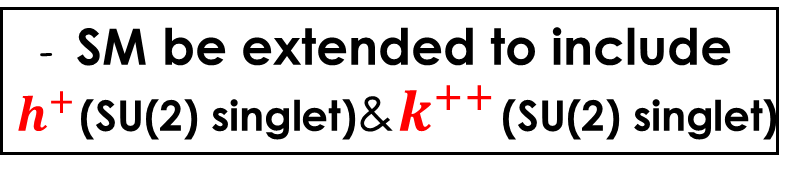 - SM be extended to include
h⁺(SU(2) singlet)&k⁺⁺(SU(2) singlet)